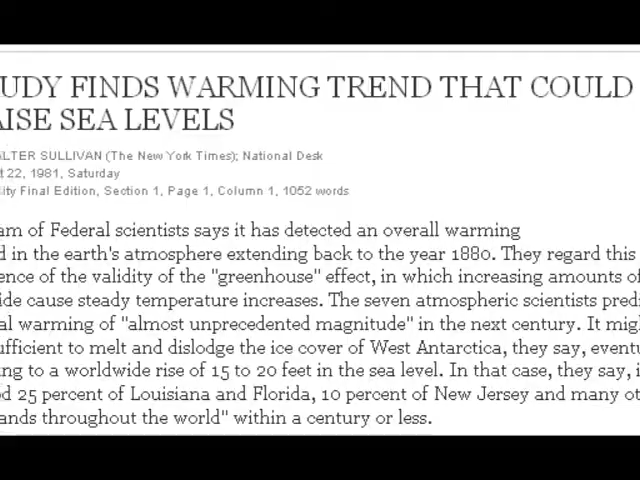 UDY FINDS WARMING TREND THAT COULD
AISE SEA LEVELS
ALTER SULLIVAN (The New York Times); National Desk
t 22, 1981, Saturday
ity Final Edition, Section 1, Page 1, Column 1, 1052 words
am of Federal scientists says it has detected an overall warming
d in the earth's atmosphere extending back to the year 1880. They regard this
ence of the validity of the "greenhouse" effect, in which increasing amounts of
ide cause steady temperature increases. The seven atmospheric scientists predi
al warming of "almost unprecedented magnitude" in the next century. It migh
ufficient to melt and dislodge the ice cover of West Antarctica, they say, eventu
ng to a worldwide rise of 15 to 20 feet in the sea level. In that case, they say, i
d 25 percent of Louisiana and Florida, 10 percent of New Jersey and many ot
ands throughout the world" within a century or less.